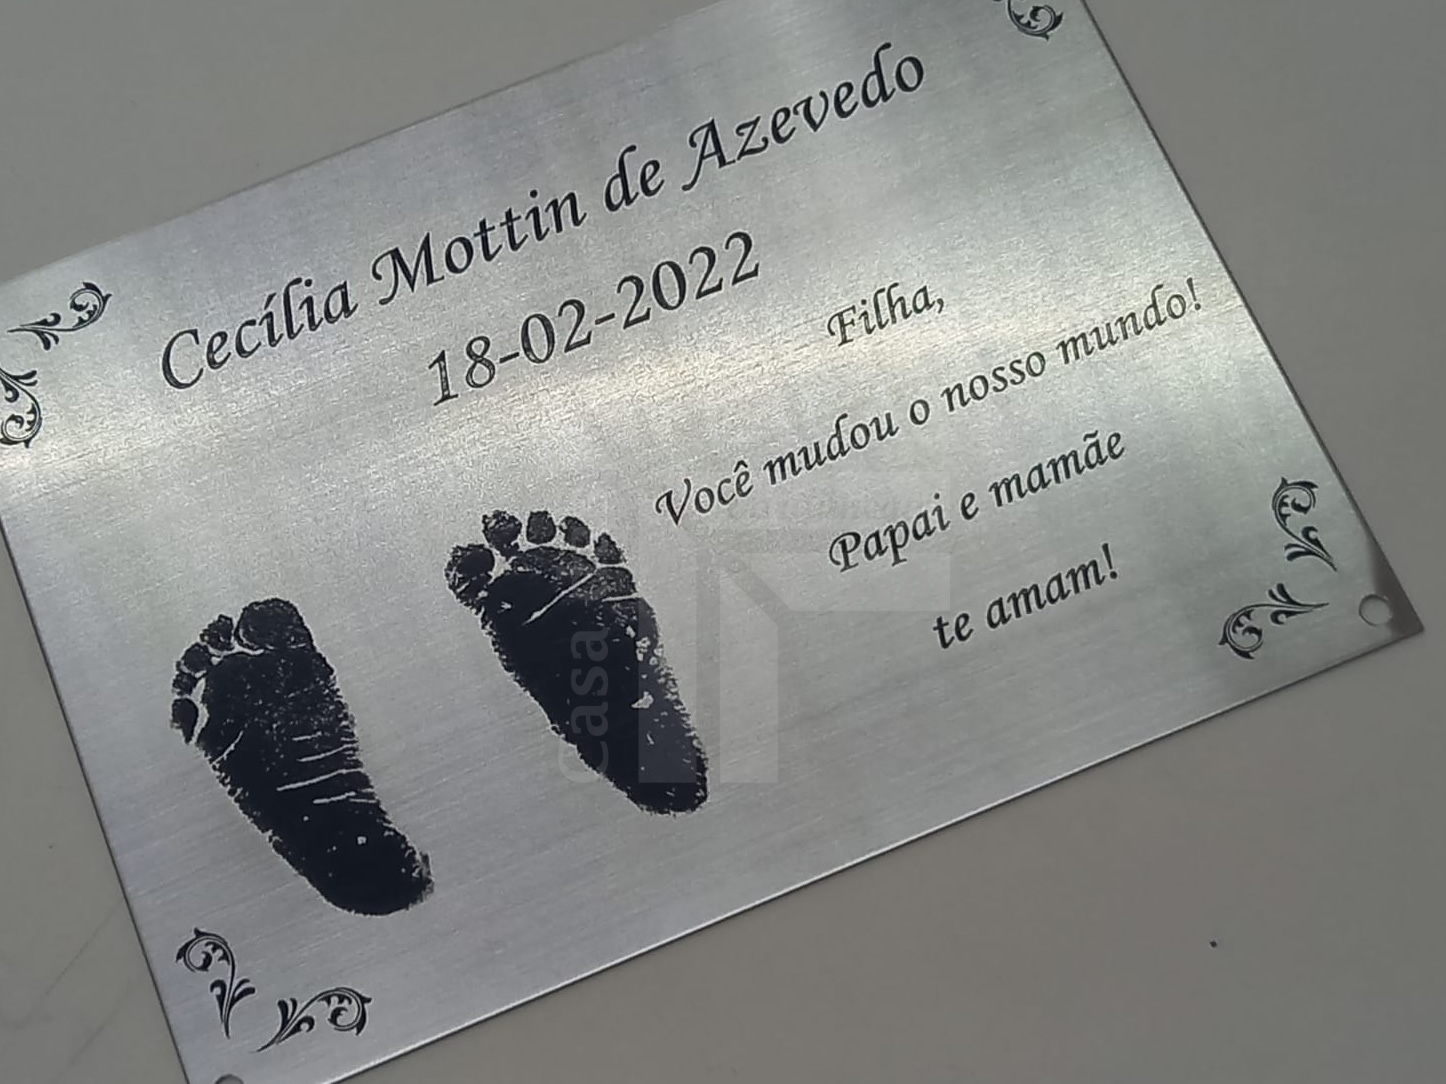 Cecília Mottin de Azevedo
18-02-2022
Filha,
Você mudou o nosso mundo!
Papai e mamãe
te amam!
casa